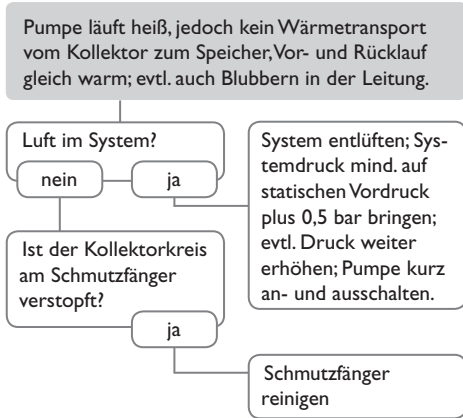 Pumpe läuft heiß, jedoch kein Wärmetransport
vom Kollektor zum Speicher, Vor- und Rücklauf
gleich warm; evtl. auch Blubbern in der Leitung.
Luft im System?
nein
ja
System entlüften; Sys-
temdruck mind. auf
statischen Vordruck
plus 0,5 bar bringen;
evtl. Druck weiter
erhöhen; Pumpe kurz
an- und ausschalten.
Ist der Kollektorkreis
am Schmutzfänger
verstopft?
ja
Schmutzfänger
reinigen